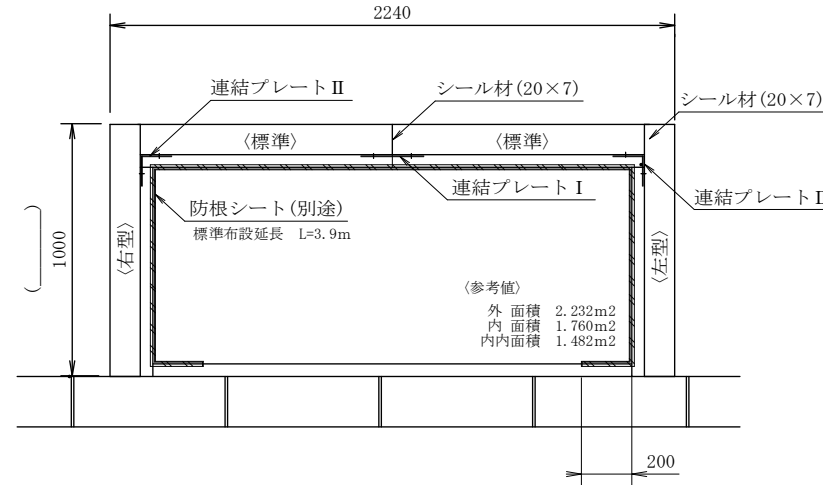 2240
連結プレートⅡ
シール材(20×7)
シール材(20×7)
〈標準〉
〈標準〉
連結プレートⅠ
連結プレート
防根シート(別途)
標準布設延長 L=3.9m
1000
〈右型〉
〈左型〉
〈参考値〉
外 面積 2.232m2
内 面積 1.760m2
内内面積 1.482m2
200